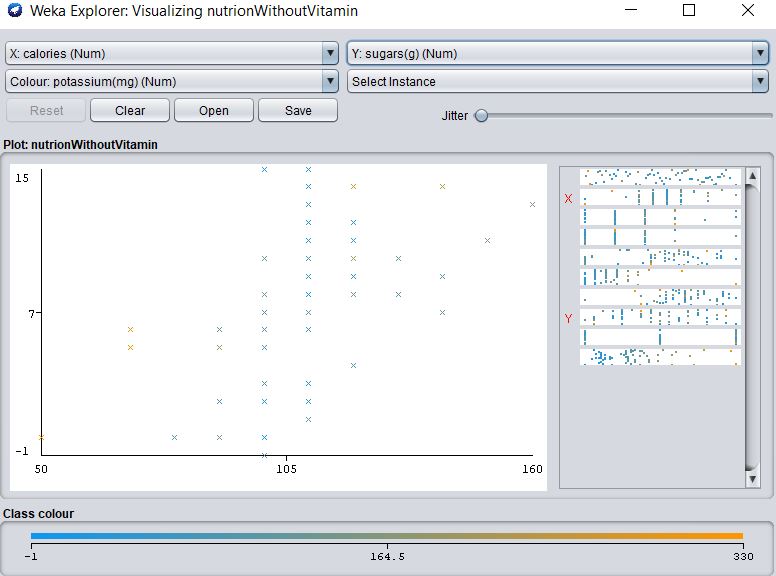 Weka Explorer: Visualizing nutrionWithoutVitamin
X: calories (Num)
Y: sugars(g) (Num)
Colour: potassium(mg) (Num)
Select Instance
Reset
Clear
Open
Save
Jitter
Plot: nutrionWithoutVitamin
15
7
-1
50
105
160
X
Y
Class colour
-1
164.5
330